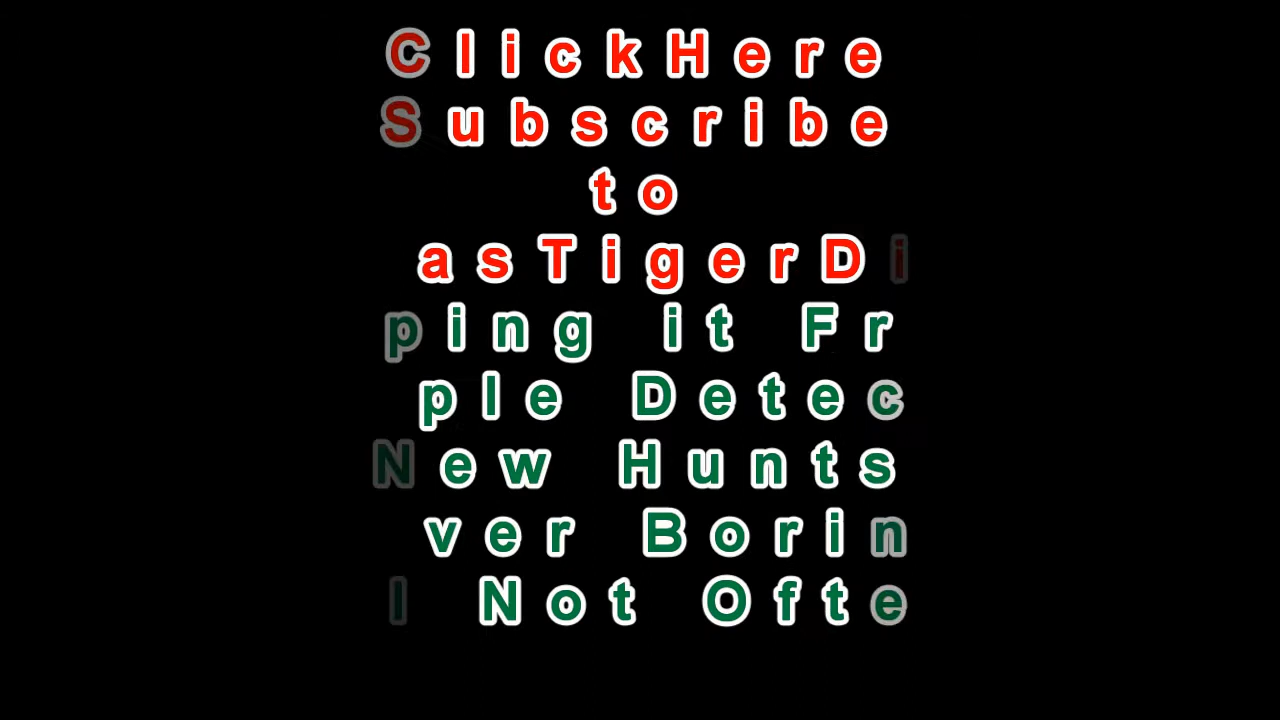 ClickHere
Subscribe
to
asTigerDi
ping it Fr
ple Detec
New Hunts
ver Borin
l Not Ofte